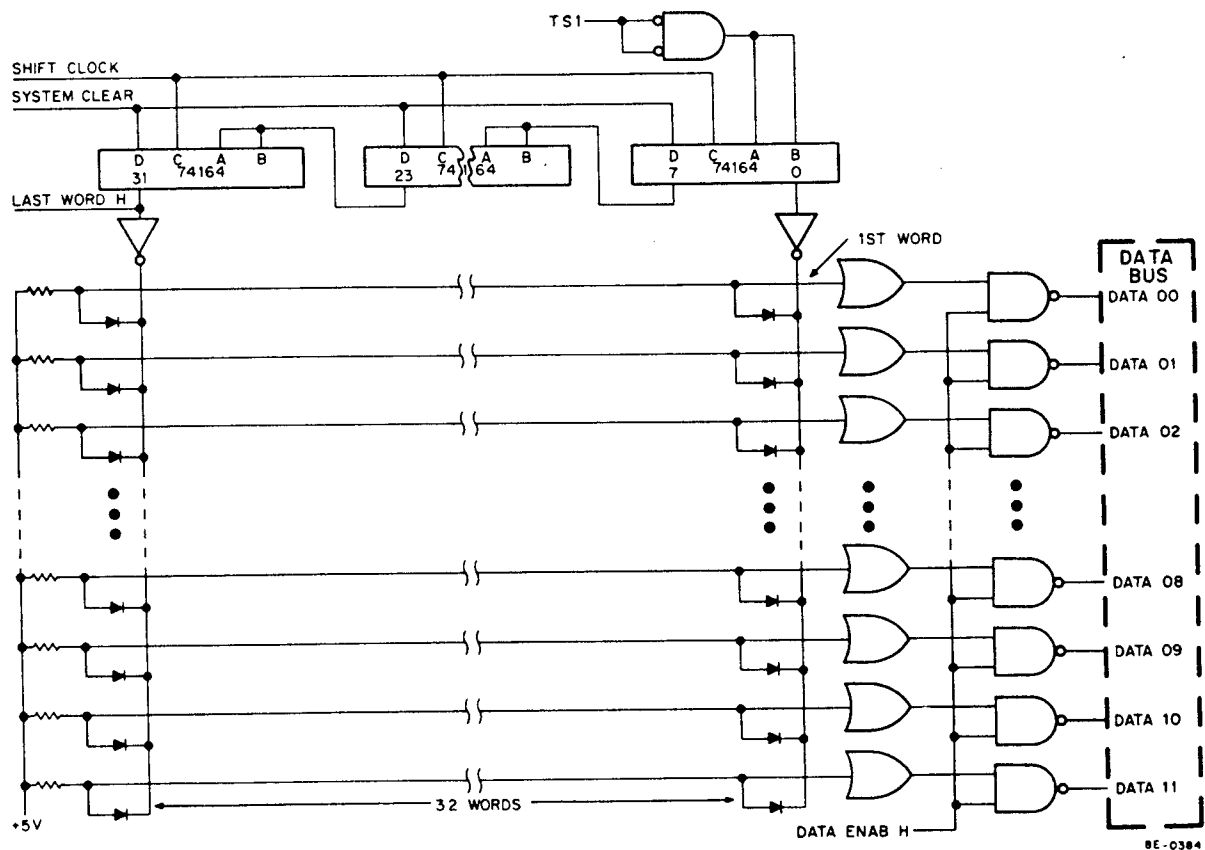 TS1
SHIFT CLOCK
SYSTEM CLEAR
D C A B
74164
31
D C A B
74 1 64
23
D C A B
74164
7 0
LAST WORD H
1ST WORD
DATA
BUS
DATA 00
DATA 01
DATA 02
DATA 08
DATA 09
DATA 10
DATA 11
32 WORDS
+5V
DATA ENAB H
8E-0384